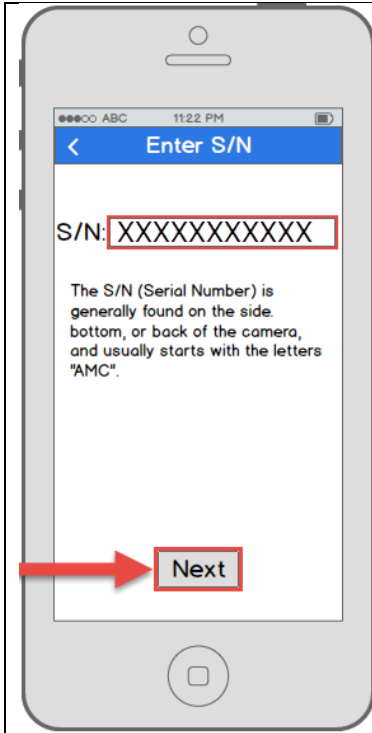 ABC 11:22 PM
< Enter S/N
S/N: XXXXXXXXXXX
The S/N (Serial Number) is
generally found on the side.
bottom, or back of the camera,
and usually starts with the letters
"AMC".
Next